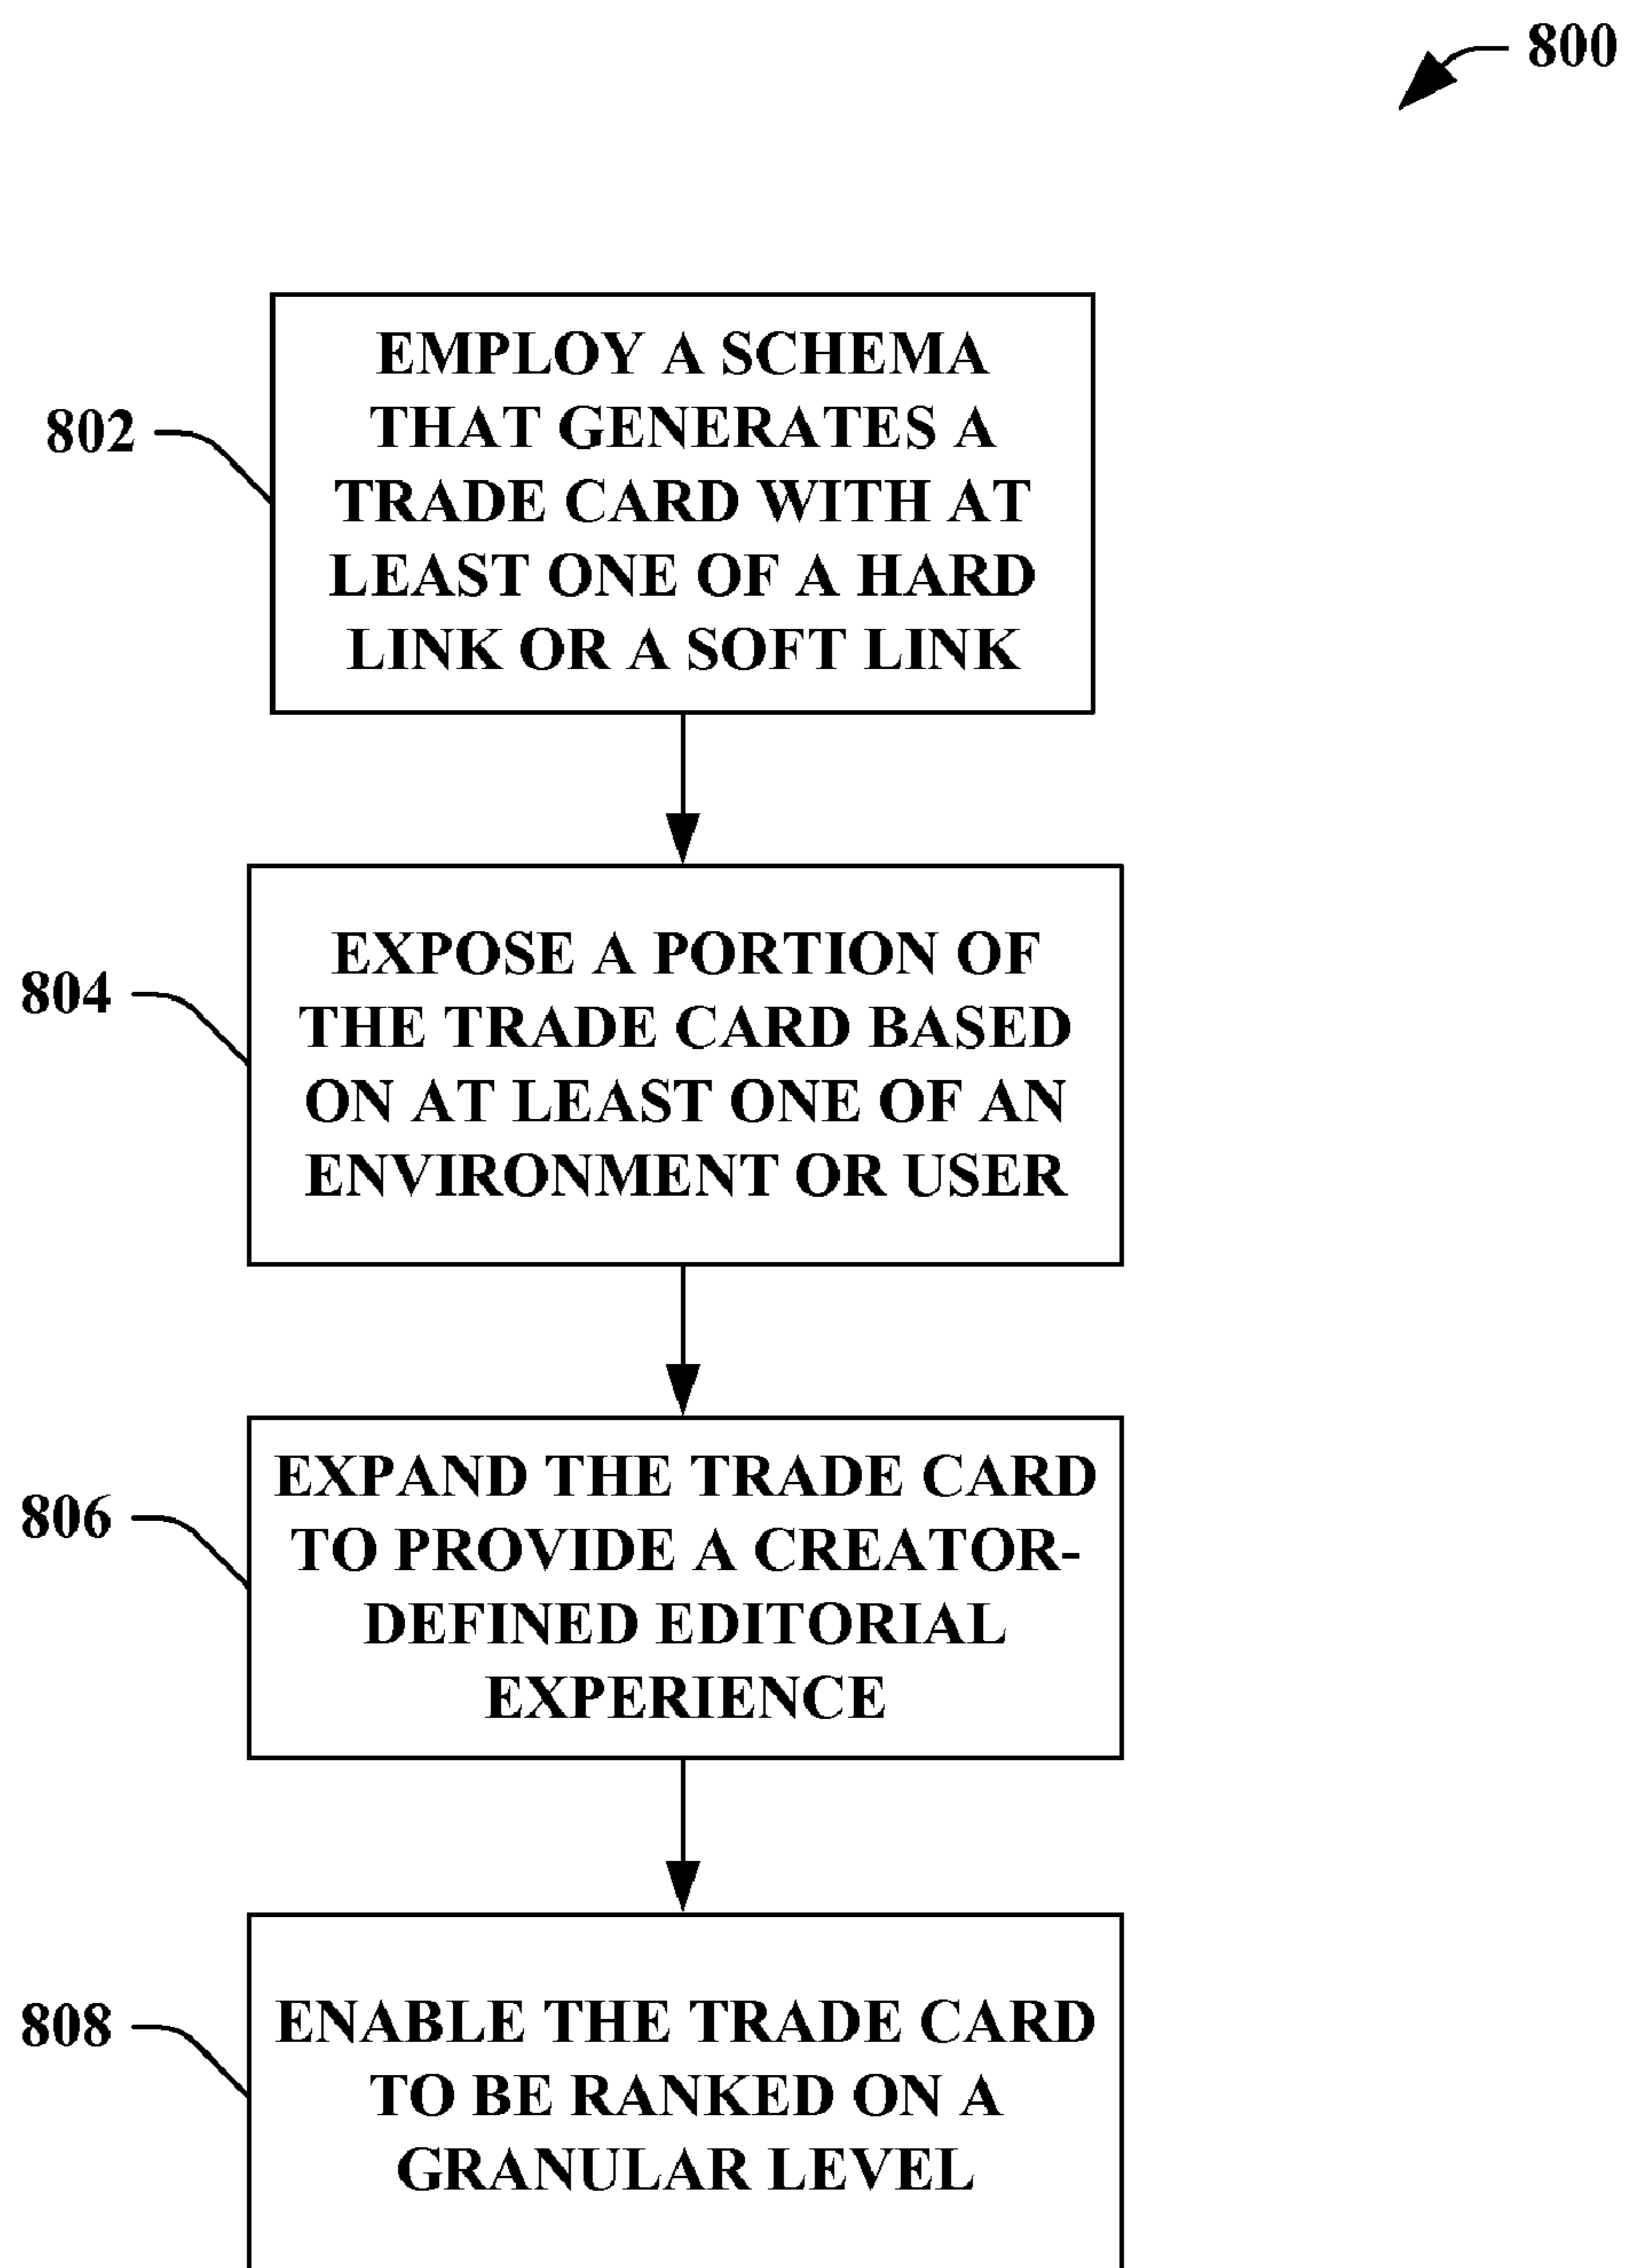 800
802
EMPLOY A SCHEMA
THAT GENERATES A
TRADE CARD WITH AT
LEAST ONE OF A HARD
LINK OR A SOFT LINK
804
EXPOSE A PORTION OF
THE TRADE CARD BASED
ON AT LEAST ONE OF AN
ENVIRONMENT OR USER
806
EXPAND THE TRADE CARD
TO PROVIDE A CREATOR-
DEFINED EDITORIAL
EXPERIENCE
808
ENABLE THE TRADE CARD
TO BE RANKED ON A
GRANULAR LEVEL